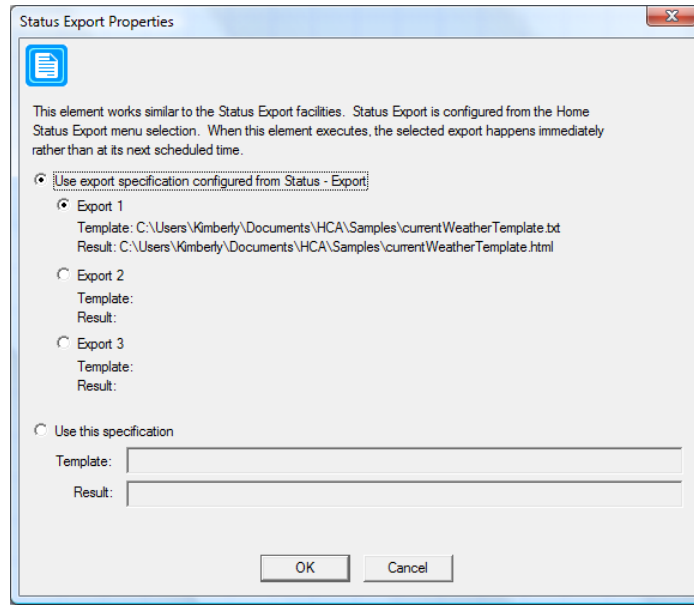 Status Export Properties
This element works similar to the Status Export facilities. Status Export is configured from the Home
Status Export menu selection. When this element executes, the selected export happens immediately
rather than at its next scheduled time.
Use export specification configured from Status - Export
Export 1
Template: C:\Users\Kimberly\Documents\HCA\Samples\currentWeatherTemplate.txt
Result: C:\Users\Kimberly\Documents\HCA\Samples\currentWeatherTemplate.html
Export 2
Template:
Result:
Export 3
Template:
Result:
Use this specification
Template:
Result:
OK Cancel